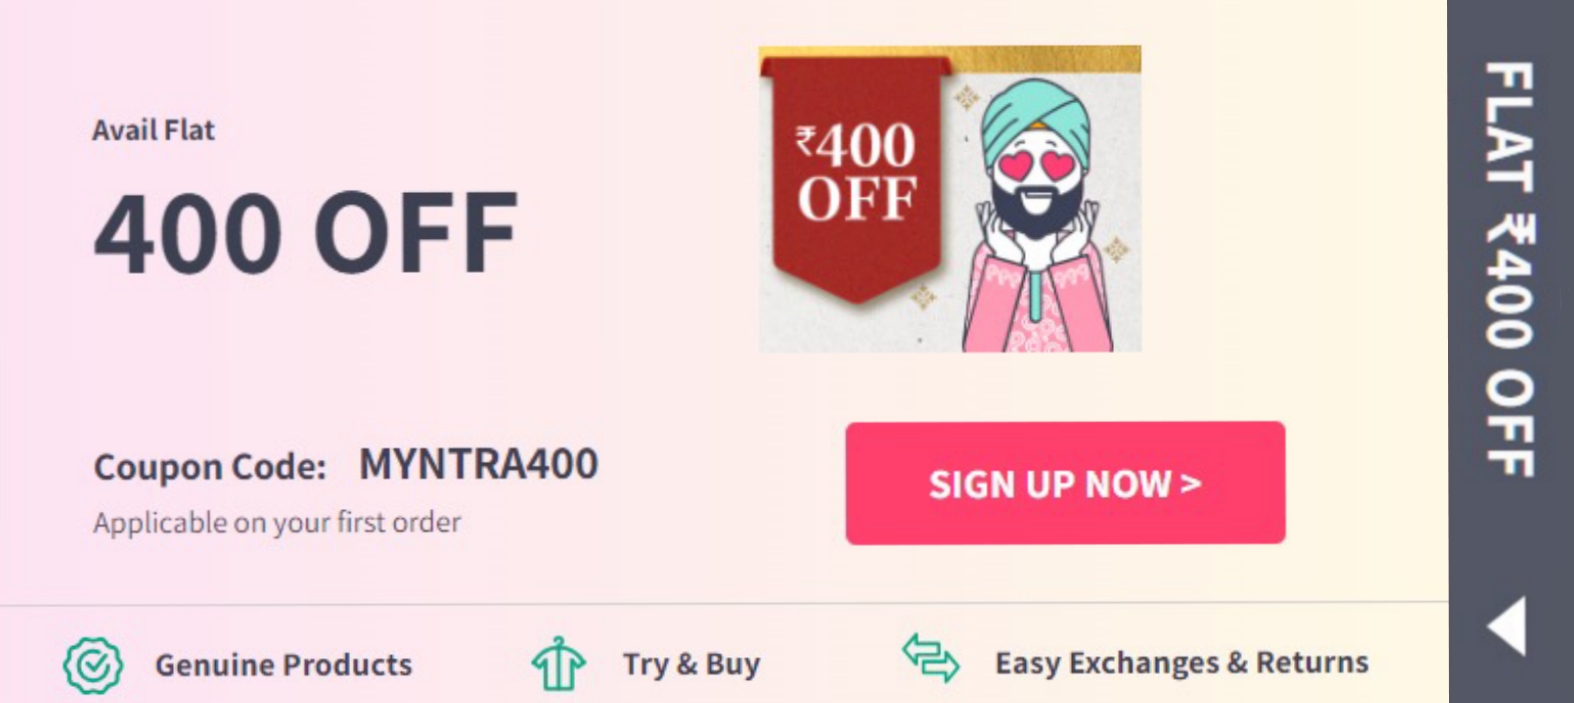 Avail Flat
400 OFF
₹400
OFF
Coupon Code: MYNTRA400
Applicable on your first order
SIGN UP NOW >
Genuine Products
Try & Buy
Easy Exchanges & Returns
FLAT ₹400 OFF